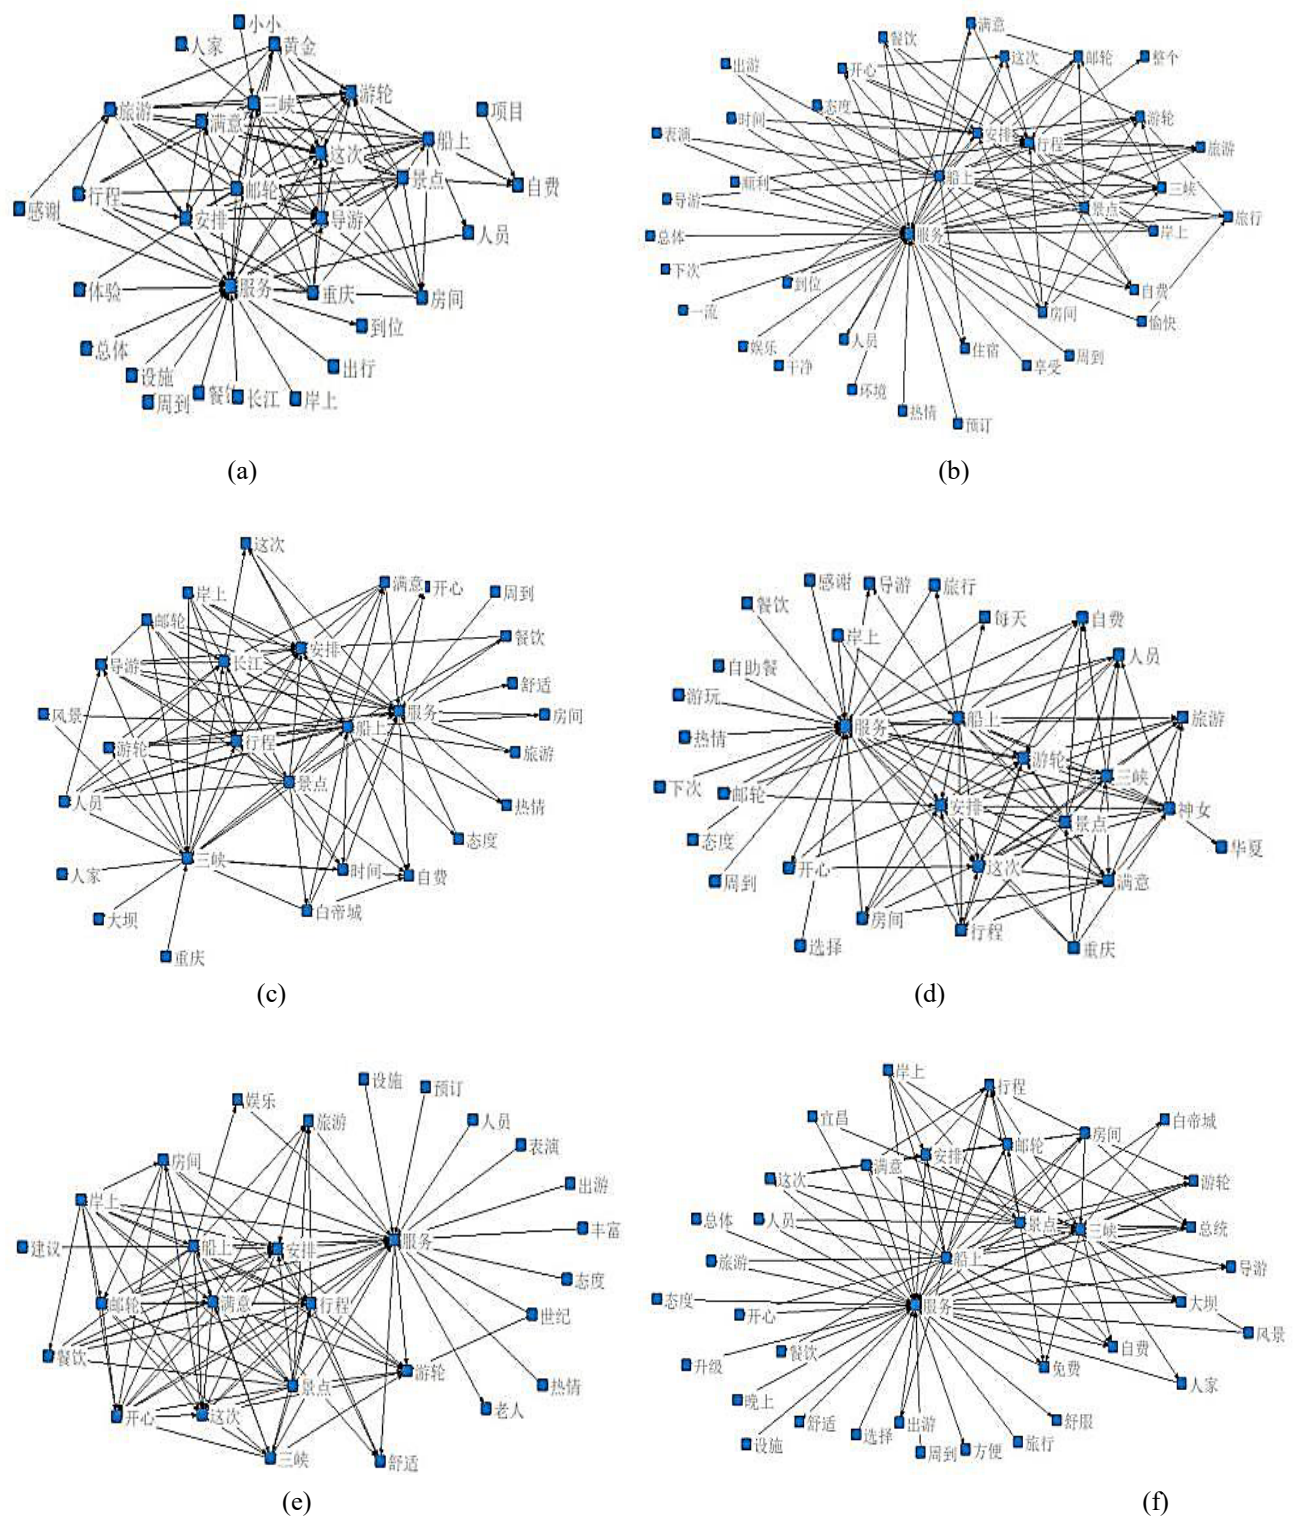 小小
人家
黄金
旅游
三峡
游轮
满意
项目
船上
这次
景点
自费
邮轮
行程
感谢
安排
导游
人员
体验
服务
重庆
房间
到位
总体
出行
设施
周到
长江
岸上
(a)
满意
餐饮
这次
邮轮
整个
出游
开心
态度
时间
游轮
表演
安排
行程
旅游
船上
顺利
三峡
导游
景点
旅行
总体
服务
岸上
下次
到位
自费
一流
房间
愉快
娱乐
人员
住宿
周到
干净
享受
环境
热情
预订
(b)
这次
满意
开心
周到
岸上
邮轮
餐饮
安排
导游
长江
舒适
风景
服务
房间
船上
游轮
行程
旅游
景点
人员
热情
态度
三峡
时间
自费
人家
白帝城
大坝
重庆
(c)
感谢
导游
旅行
餐饮
每天
自费
岸上
人员
自助餐
游玩
船上
旅游
服务
热情
游轮
三峡
下次
邮轮
安排
神女
景点
态度
华夏
开心
这次
周到
满意
房间
行程
选择
重庆
(d)
设施
预订
娱乐
旅游
人员
表演
房间
出游
岸上
丰富
建议
船上
安排
服务
态度
邮轮
满意
行程
世纪
餐饮
游轮
景点
热情
开心
这次
老人
三峡
舒适
(e)
岸上
行程
宜昌
白帝城
房间
邮轮
安排
满意
这次
游轮
总体
人员
景点
三峡
总统
旅游
船上
导游
态度
服务
大坝
开心
风景
餐饮
自费
升级
免费
人家
晚上
舒适
出游
舒服
选择
设施
周到
方便
旅行
(f)